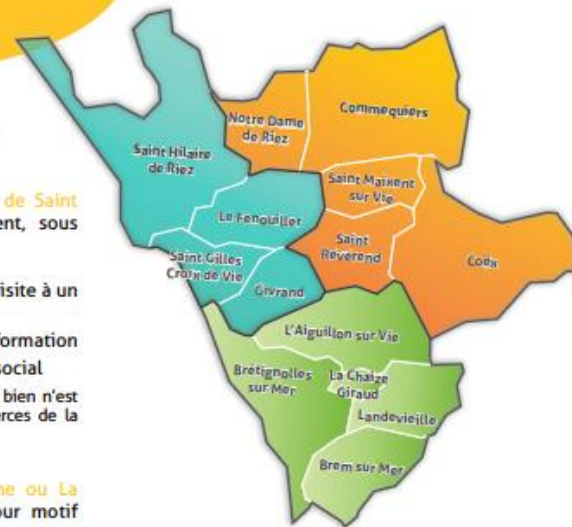 de Saint
ent, sous
isite à un
formation
social
bien n'est
rces de la
ne ou La
our motif
Commequiers
Notre Dame
de Riez
Saint Hilaire
de Riez
Saint Maixent
sur Vie
Le Fenouiller
Saint
Révérend
Coëx
Saint Gilles
Croix de Vie
Givrand
L'Aiguillon sur Vie
Brétignolles
sur Mer
La Chaize
Giraud
Landevieille
Brem sur Mer